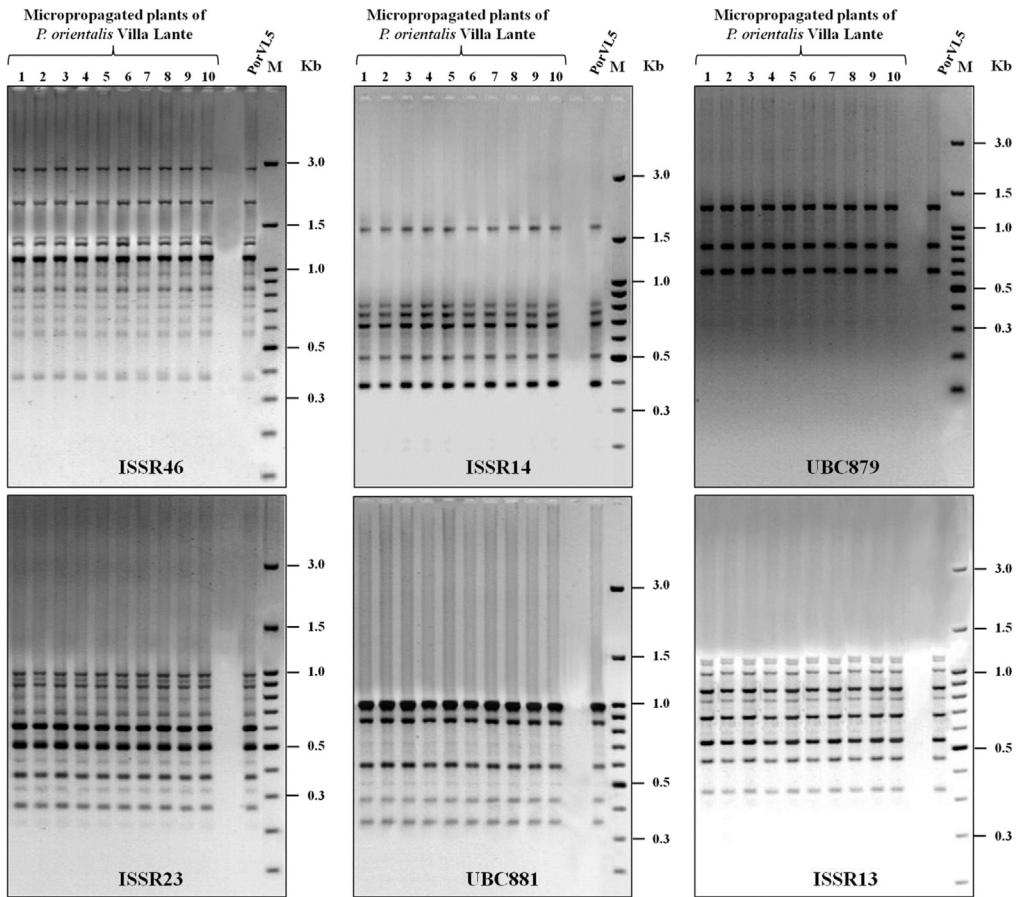 Micropropagated plants of
P. orientalis Villa Lante
1 2 3 4 5 6 7 8 9 10
PorVL5
M Kb
3.0
1.5
1.0
0.5
0.3
ISSR46
Micropropagated plants of
P. orientalis Villa Lante
1 2 3 4 5 6 7 8 9 10
PorVL5
M Kb
3.0
1.5
1.0
0.5
0.3
ISSR14
Micropropagated plants of
P. orientalis Villa Lante
1 2 3 4 5 6 7 8 9 10
PorVL5
M Kb
3.0
1.5
1.0
0.5
0.3
UBC879
3.0
1.5
1.0
0.5
0.3
ISSR23
3.0
1.5
1.0
0.5
0.3
UBC881
3.0
1.5
1.0
0.5
0.3
ISSR13